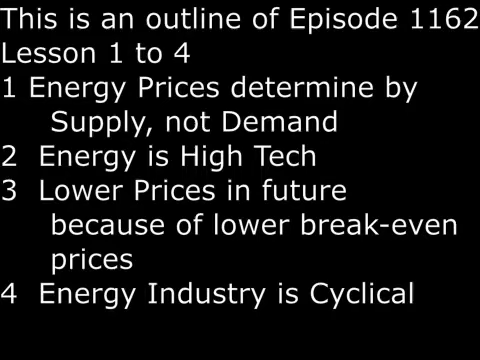 This is an outline of Episode 1162
Lesson 1 to 4
1 Energy Prices determine by
Supply, not Demand
2 Energy is High Tech
3 Lower Prices in future
because of lower break-even
prices
4 Energy Industry is Cyclical